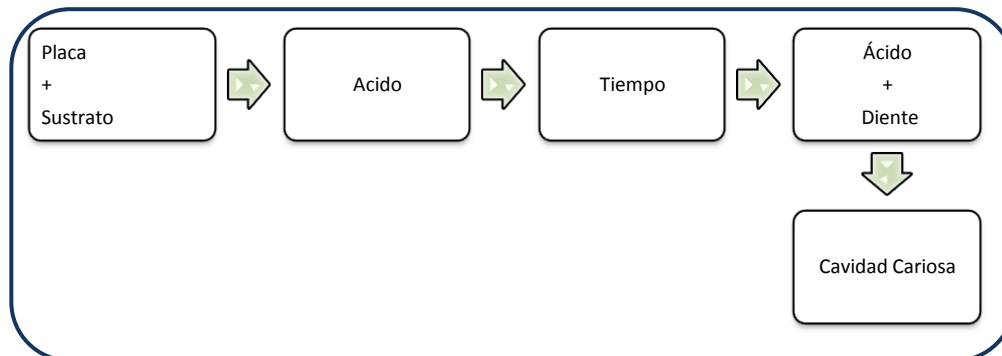 Placa
+
Sustrato
Acido
Tiempo
Ácido
+
Diente
Cavidad Cariosa